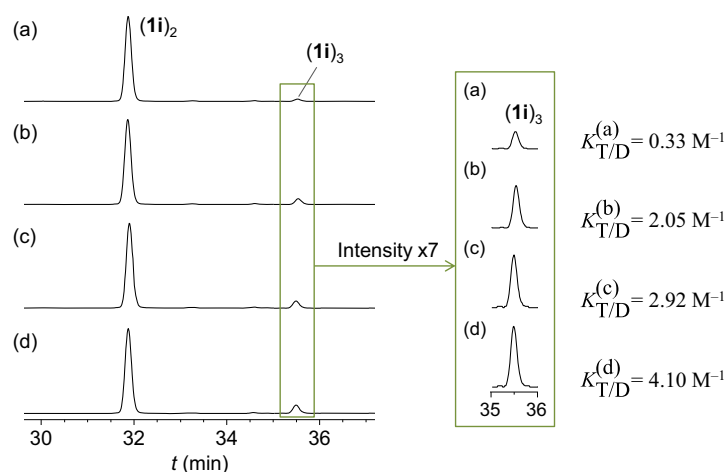 (a)
(1i)₂
(1i)₃
(b)
(c)
(d)
30
32
34
36
t (min)
Intensity x7
(a)
(1i)₃
(b)
(c)
(d)
35
36
K(a)T/D = 0.33 M–1
K(b)T/D = 2.05 M–1
K(c)T/D = 2.92 M–1
K(d)T/D = 4.10 M–1